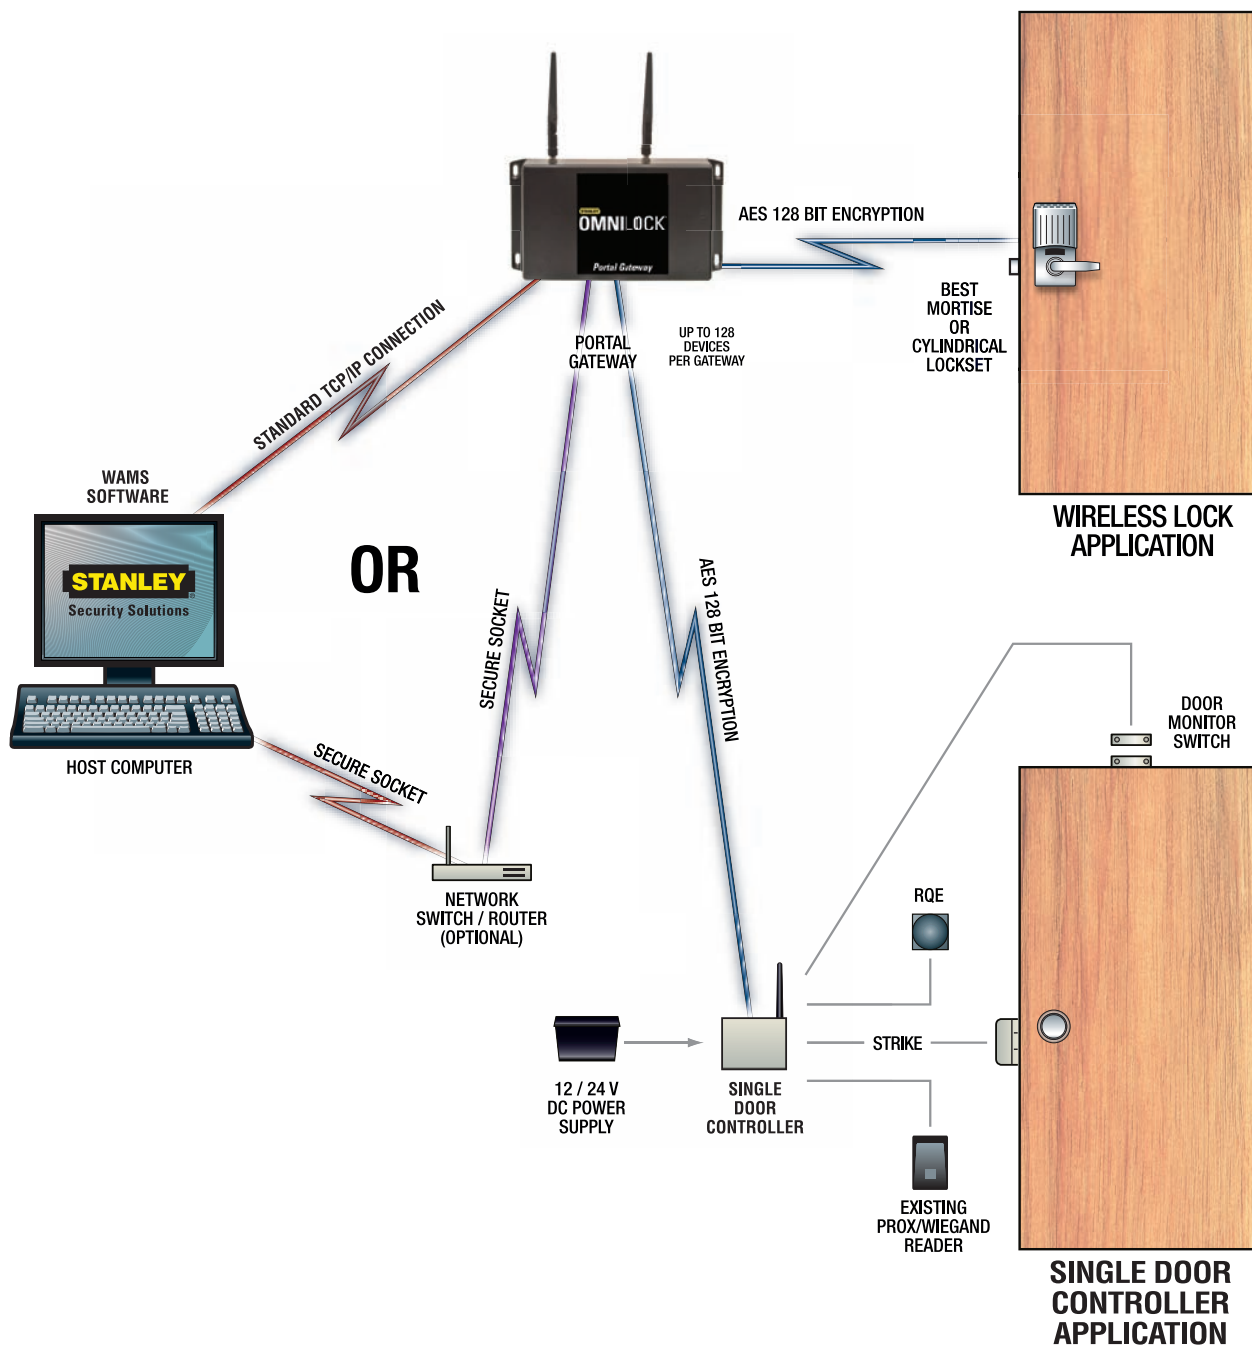 STANLEY
OMNILOCK
Portal Gateway
AES 128 BIT ENCRYPTION
BEST
MORTISE
OR
CYLINDRICAL
LOCKSET
PORTAL
GATEWAY
UP TO 128
DEVICES
PER GATEWAY
STANDARD TCP/IP CONNECTION
WAMS
SOFTWARE
STANLEY
Security Solutions
HOST COMPUTER
OR
WIRELESS LOCK
APPLICATION
SECURE SOCKET
SECURE SOCKET
AES 128 BIT ENCRYPTION
NETWORK
SWITCH / ROUTER
(OPTIONAL)
DOOR
MONITOR
SWITCH
RQE
STRIKE
12 / 24 V
DC POWER
SUPPLY
SINGLE
DOOR
CONTROLLER
EXISTING
PROX/WIEGAND
READER
SINGLE DOOR
CONTROLLER
APPLICATION